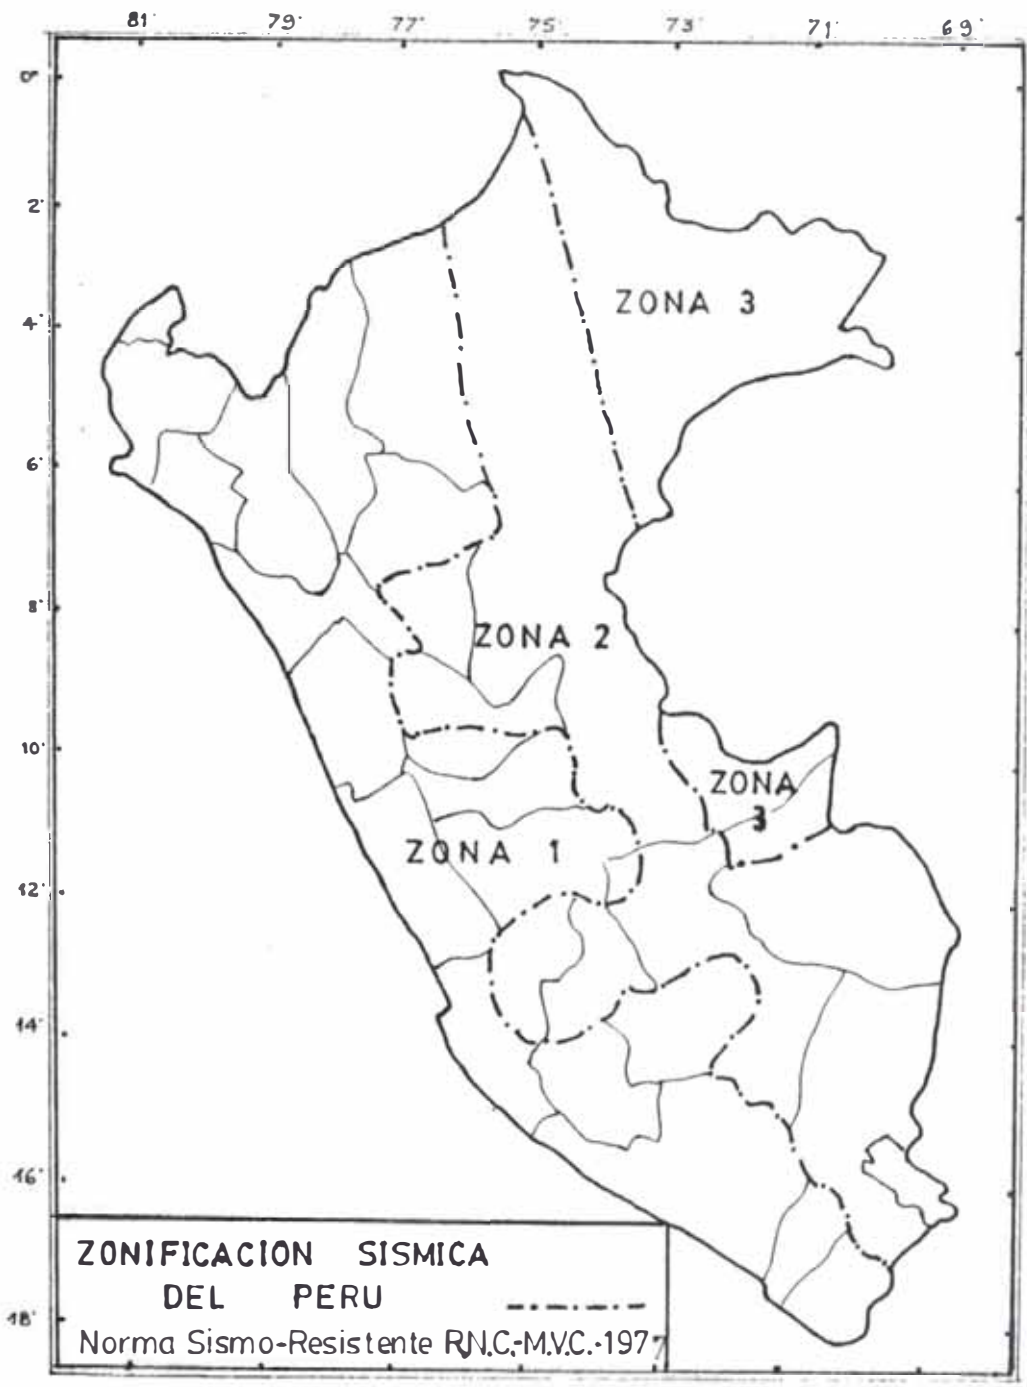 81° 79° 77° 75° 73° 71° 69°
0°
2°
4°
6°
8°
10°
12°
14°
16°
18°
ZONA 3
ZONA 2
ZONA
3
ZONA 1
ZONIFICACION SISMICA
DEL PERU
Norma Sismo-Resistente R.N.C.-M.V.C.-1977